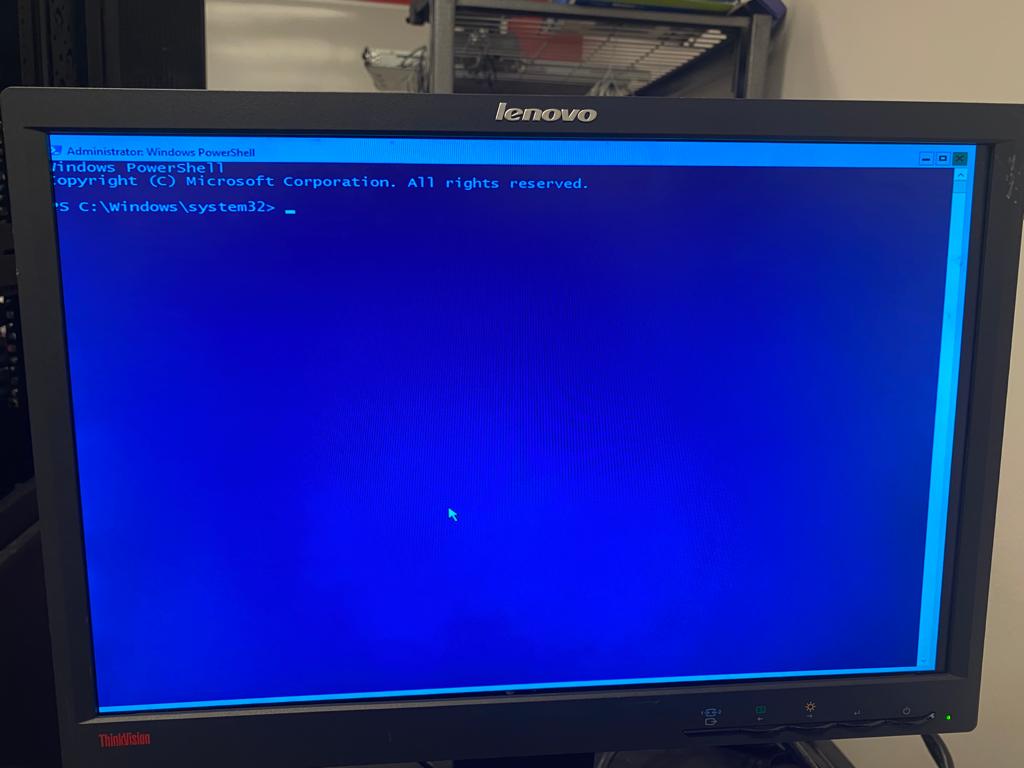 lenovo
Administrator: Windows PowerShell
Windows PowerShell
Copyright (C) Microsoft Corporation. All rights reserved.
PS C:\Windows\system32>
ThinkVision